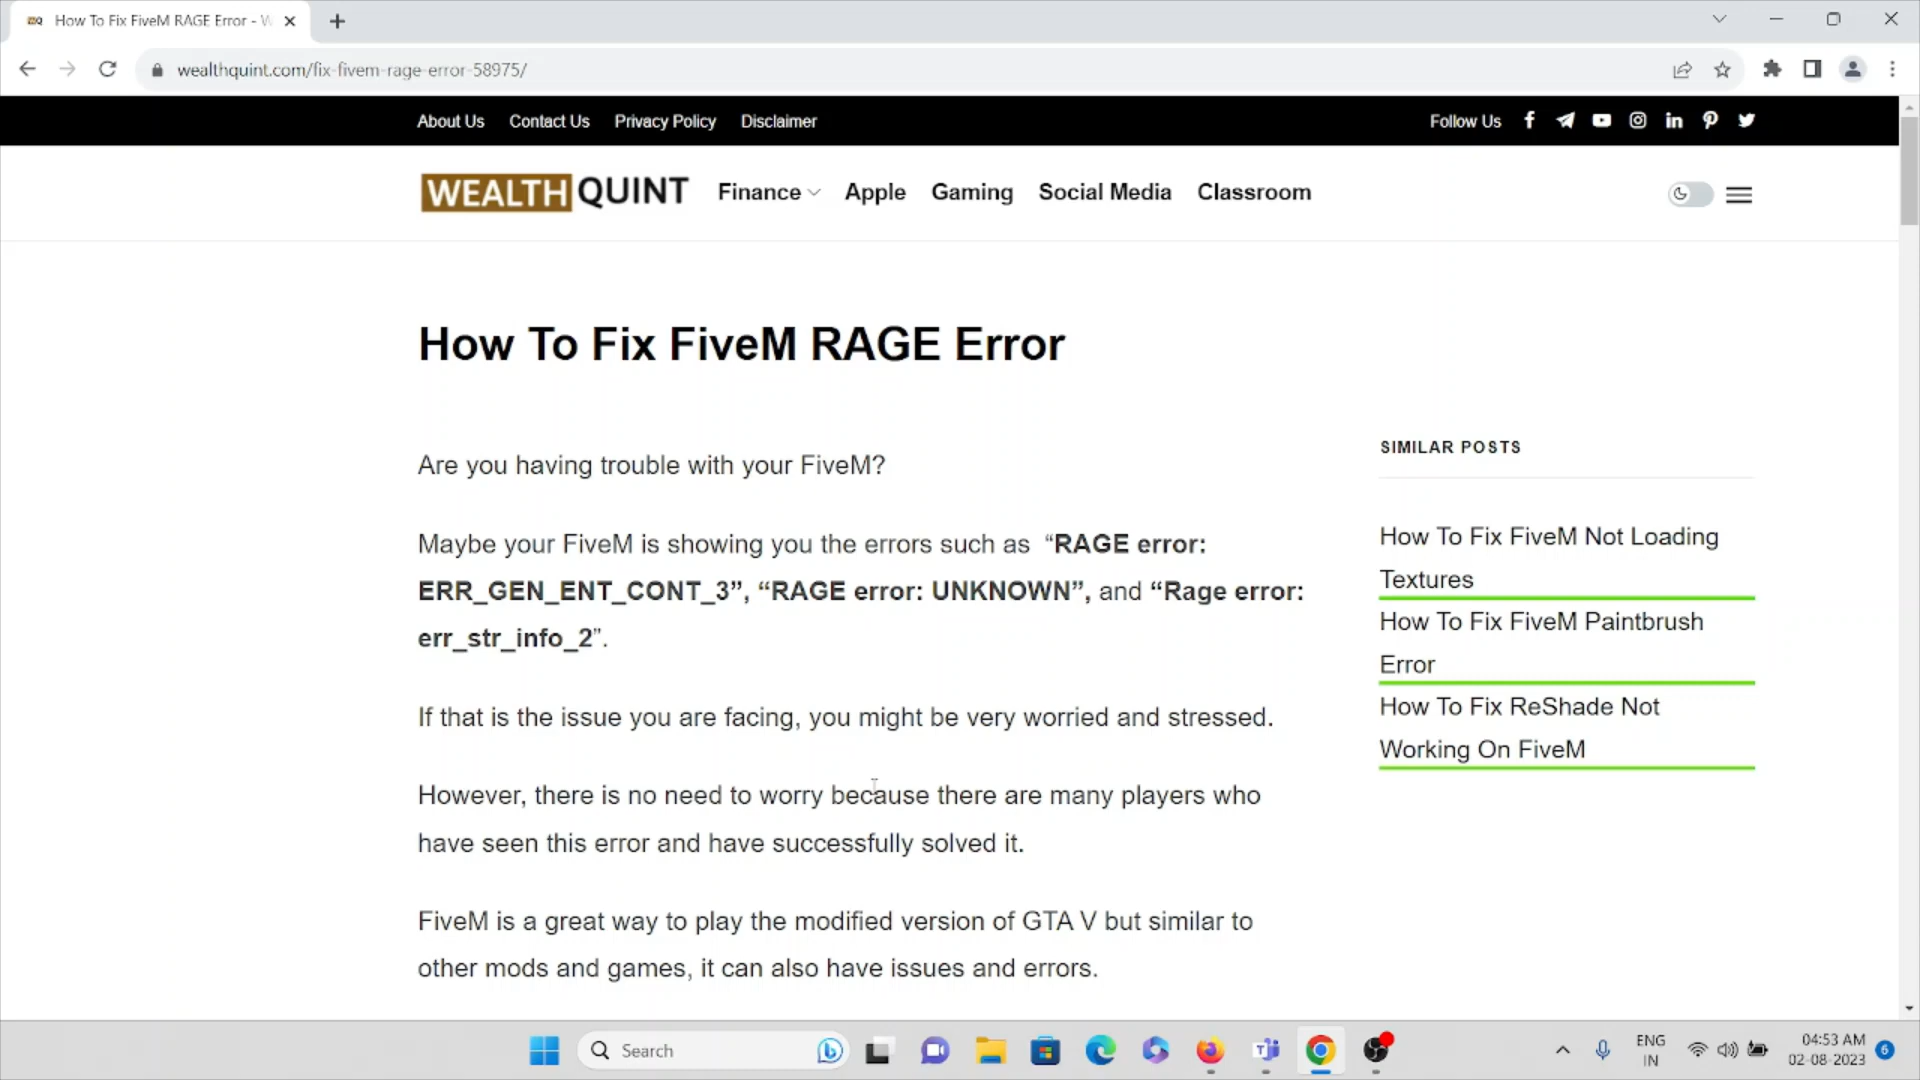 How To Fix FiveM RAGE Error - W
wealthquint.com/fix-fivem-rage-error-58975/
About Us Contact Us Privacy Policy Disclaimer Follow Us
WEALTH QUINT Finance Apple Gaming Social Media Classroom
How To Fix FiveM RAGE Error
Are you having trouble with your FiveM?
Maybe your FiveM is showing you the errors such as “RAGE error:
ERR_GEN_ENT_CONT_3”, “RAGE error: UNKNOWN”, and “Rage error:
err_str_info_2”.
If that is the issue you are facing, you might be very worried and stressed.
However, there is no need to worry because there are many players who
have seen this error and have successfully solved it.
FiveM is a great way to play the modified version of GTA V but similar to
other mods and games, it can also have issues and errors.
SIMILAR POSTS
How To Fix FiveM Not Loading
Textures
How To Fix FiveM Paintbrush
Error
How To Fix ReShade Not
Working On FiveM
Search
ENG
IN
04:53 AM
02-08-2023
6